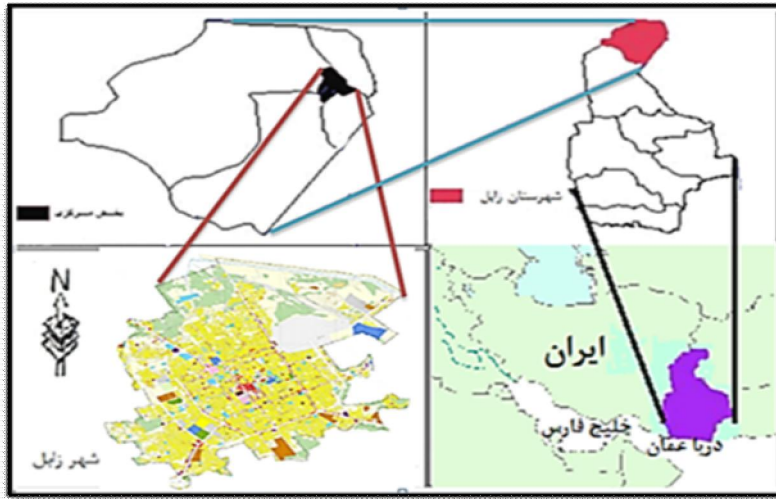 بخش مرکزی
شهرستان زابل
N
شهر زابل
ایران
خلیج فارس
دریا عمان